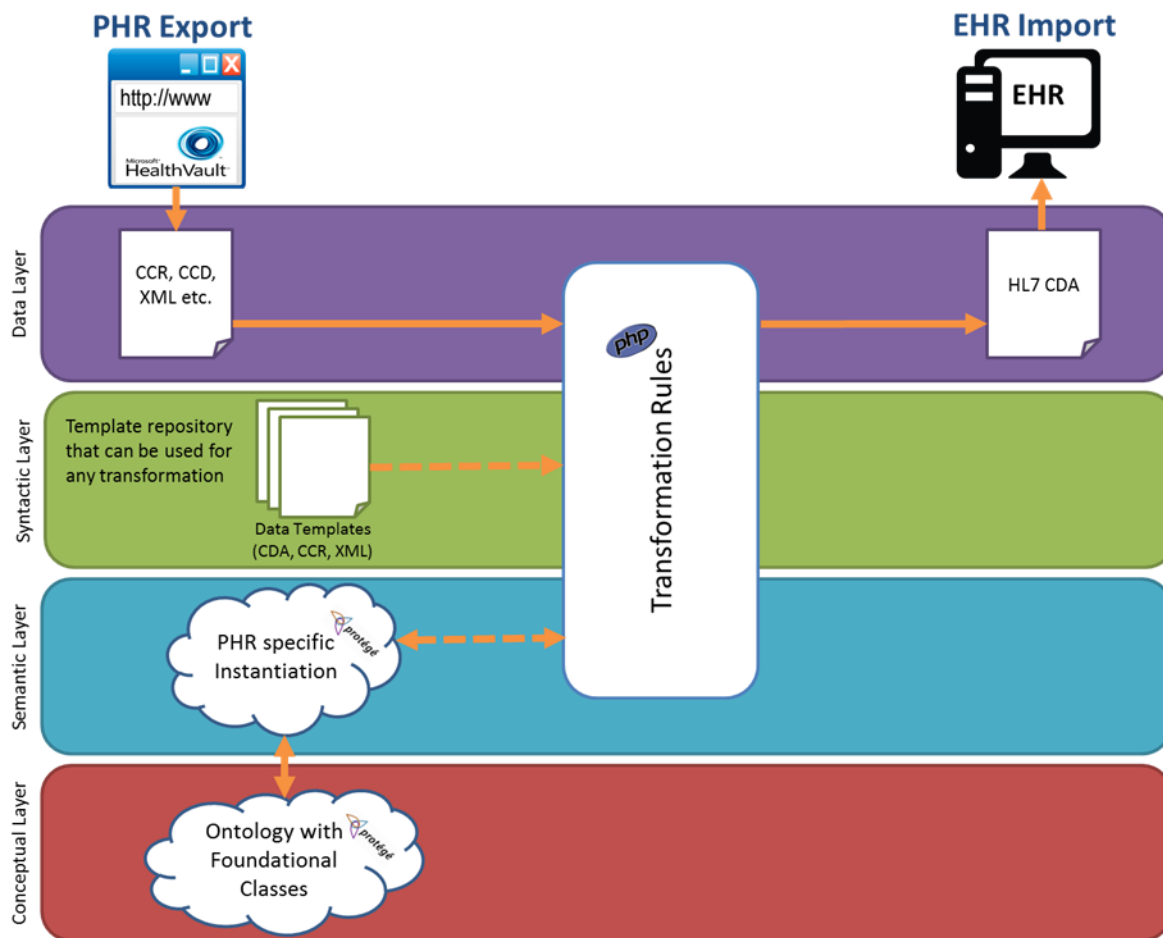 PHR Export
EHR Import
http://www
Microsoft®
HealthVault™
EHR
Data Layer
CCR, CCD,
XML etc.
HL7 CDA
php
Transformation Rules
Syntactic Layer
Template repository
that can be used for
any transformation
Data Templates
(CDA, CCR, XML)
Semantic Layer
PHR specific
Instantiation
protégé
Conceptual Layer
Ontology with
Foundational
Classes
protégé